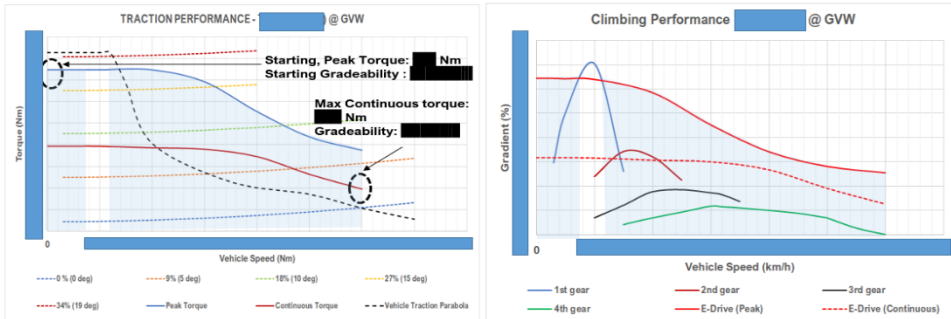 TRACTION PERFORMANCE - ) @ GVW
Starting, Peak Torque: Nm
Starting Gradeability :
Max Continuous torque:
Nm
Gradeability:
Torque (Nm)
0
Vehicle Speed (Nm)
0 % (0 deg)
9% (5 deg)
18% (10 deg)
27% (15 deg)
34% (19 deg)
Peak Torque
Continuous Torque
Vehicle Traction Parabola
Climbing Performance @ GVW
Gradient (%)
0
Vehicle Speed (km/h)
1st gear
2nd gear
3rd gear
4th gear
E-Drive (Peak)
E-Drive (Continuous)